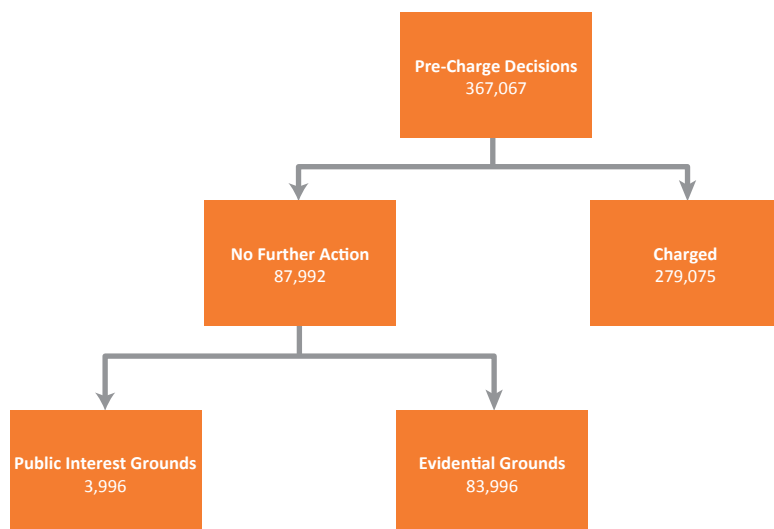 Pre-Charge Decisions
367,067
No Further Action
87,992
Charged
279,075
Public Interest Grounds
3,996
Evidential Grounds
83,996